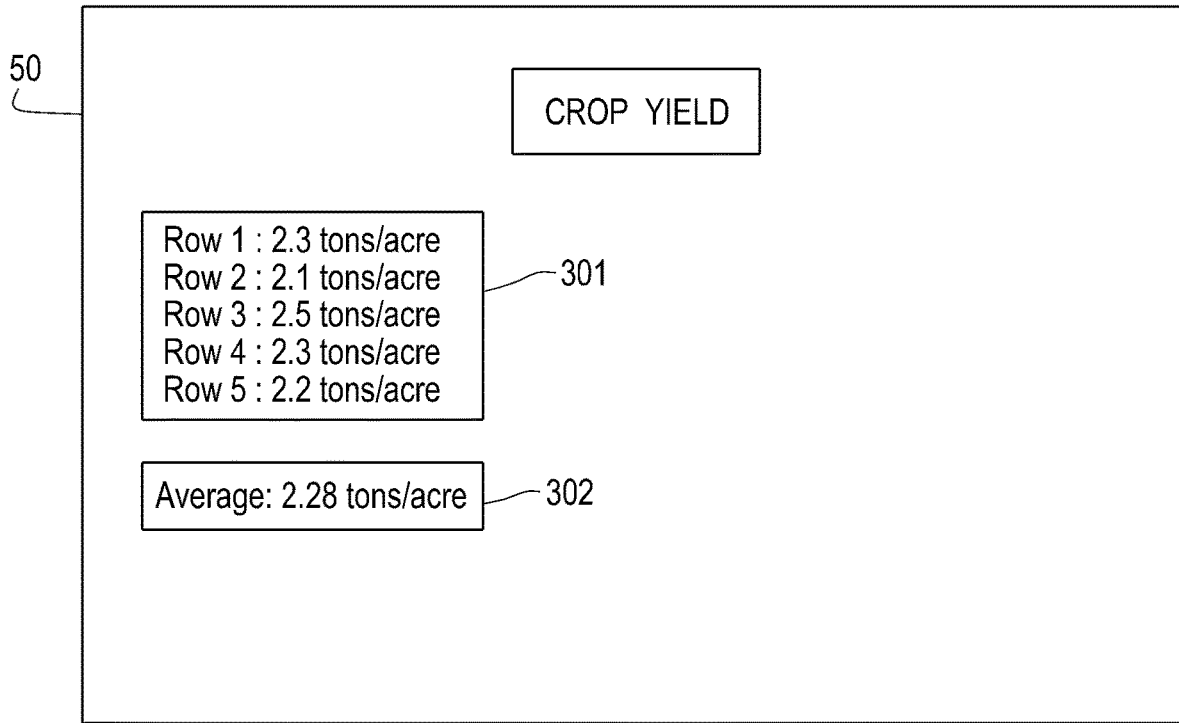 50
CROP YIELD
Row 1 : 2.3 tons/acre
Row 2 : 2.1 tons/acre
301
Row 3 : 2.5 tons/acre
Row 4 : 2.3 tons/acre
Row 5 : 2.2 tons/acre
Average: 2.28 tons/acre
302